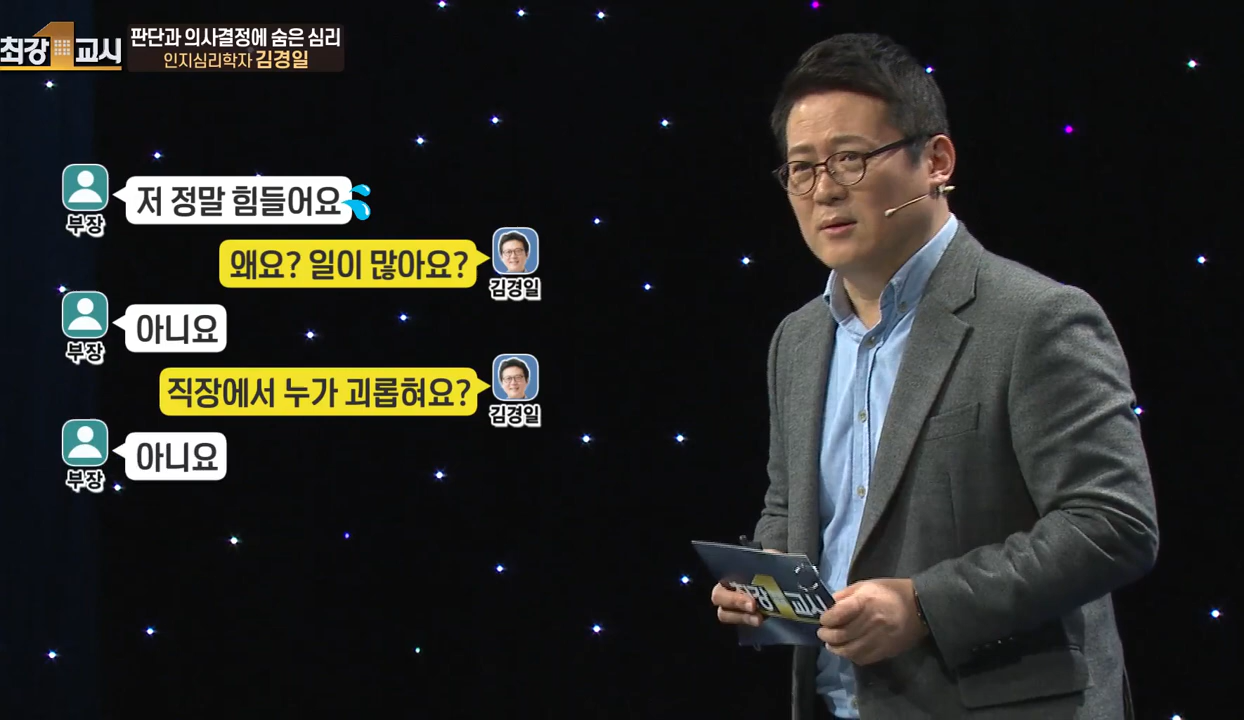 최강1교시
판단과 의사결정에 숨은 심리
인지심리학자 김경일
저 정말 힘들어요
부장
왜요? 일이 많아요?
김경일
아니요
부장
직장에서 누가 괴롭혀요?
김경일
아니요
부장
최강1교시